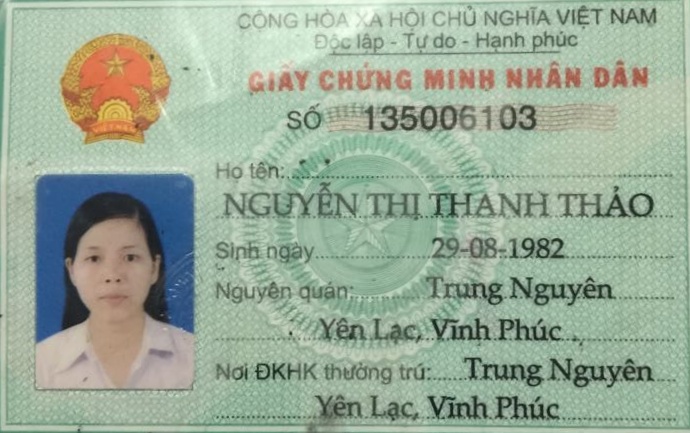 CỘNG HÒA XÃ HỘI CHỦ NGHĨA VIỆT NAM
Độc lập - Tự do - Hạnh phúc
GIẤY CHỨNG MINH NHÂN DÂN
SỐ 135006103
Họ tên:
NGUYỄN THỊ THANH THẢO
Sinh ngày 29-08-1982
Nguyên quán: Trung Nguyên
Yên Lạc, Vĩnh Phúc
Nơi ĐKHK thường trú: Trung Nguyên
Yên Lạc, Vĩnh Phúc
VIỆT NAM